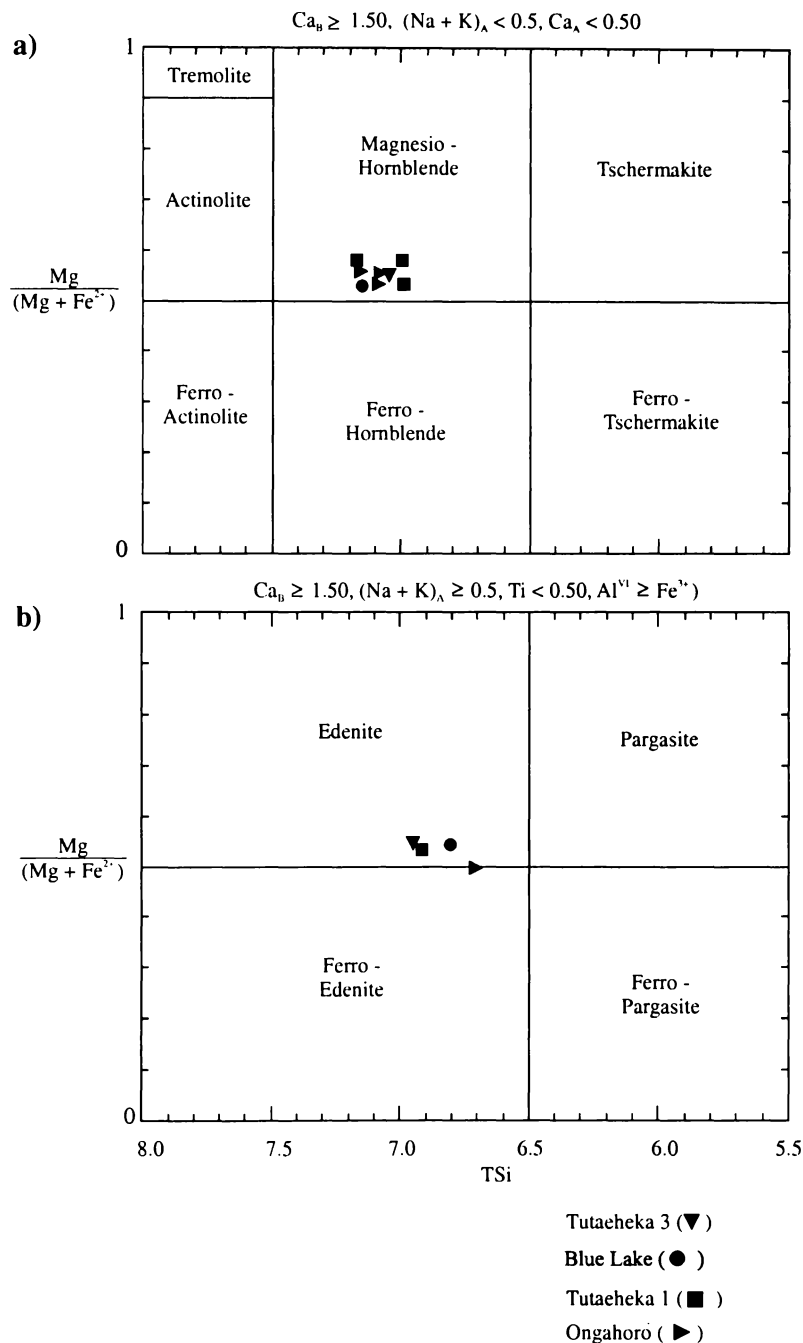 a)
Ca_B ≥ 1.50, (Na + K)_A < 0.5, Ca_A < 0.50
1
Tremolite
Magnesio -
Hornblende
Tschermakite
Actinolite
Mg
(Mg + Fe²⁺)
Ferro -
Actinolite
Ferro -
Hornblende
Ferro -
Tschermakite
0
b)
Ca_B ≥ 1.50, (Na + K)_A ≥ 0.5, Ti < 0.50, Al^VI ≥ Fe³⁺)
1
Edenite
Pargasite
Mg
(Mg + Fe²⁺)
Ferro -
Edenite
Ferro -
Pargasite
0
8.0 7.5 7.0 6.5 6.0 5.5
TSi
Tutaeheka 3 (▼)
Blue Lake (●)
Tutaeheka 1 (■)
Ongahoro (▶)